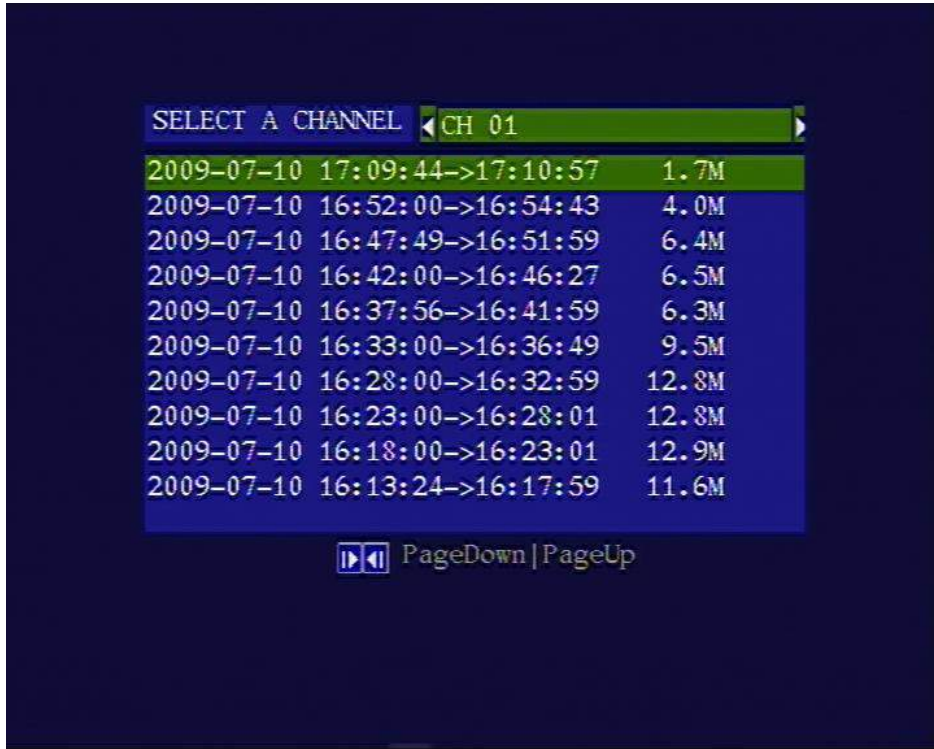 SELECT A CHANNEL CH 01
2009-07-10 17:09:44->17:10:57 1.7M
2009-07-10 16:52:00->16:54:43 4.0M
2009-07-10 16:47:49->16:51:59 6.4M
2009-07-10 16:42:00->16:46:27 6.5M
2009-07-10 16:37:56->16:41:59 6.3M
2009-07-10 16:33:00->16:36:49 9.5M
2009-07-10 16:28:00->16:32:59 12.8M
2009-07-10 16:23:00->16:28:01 12.8M
2009-07-10 16:18:00->16:23:01 12.9M
2009-07-10 16:13:24->16:17:59 11.6M
PageDown|PageUp